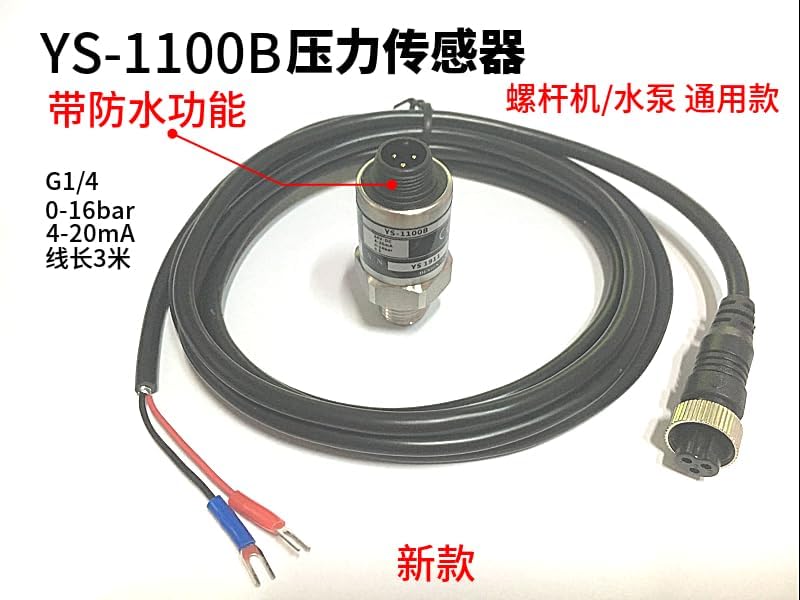 YS-1100B压力传感器
带防水功能
螺杆机/水泵 通用款
G1/4
0-16bar
4-20mA
线长3米
YS-1100B
YS 1911
新款